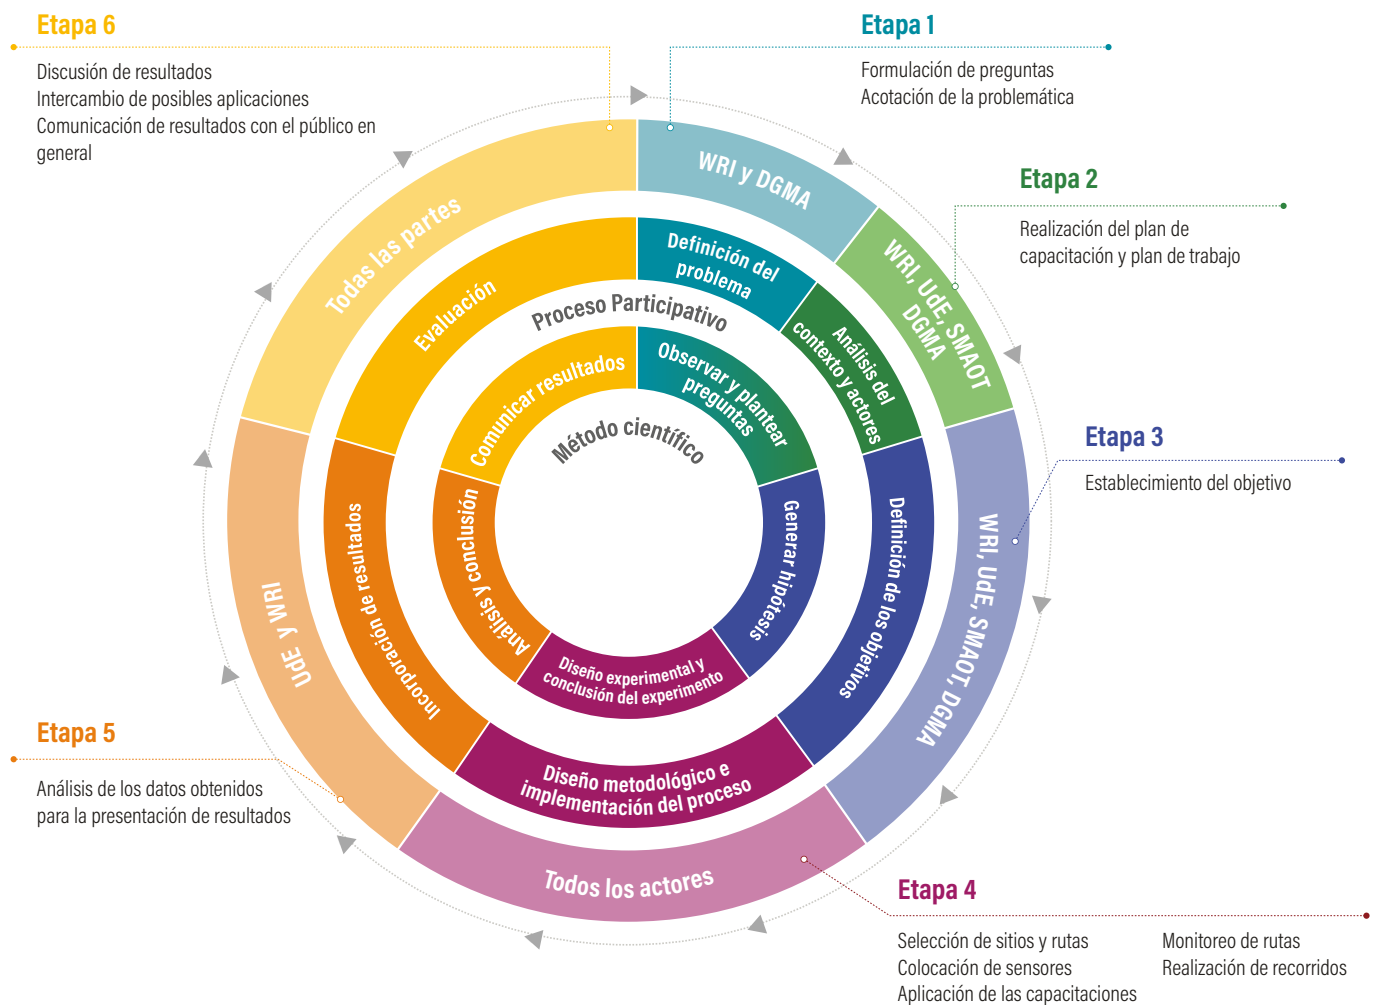 Etapa 6
Discusión de resultados
Intercambio de posibles aplicaciones
Comunicación de resultados con el público en
general
Etapa 1
Formulación de preguntas
Acotación de la problemática
Etapa 2
Realización del plan de
capacitación y plan de trabajo
Etapa 3
Establecimiento del objetivo
Etapa 4
Selección de sitios y rutas
Colocación de sensores
Aplicación de las capacitaciones
Monitoreo de rutas
Realización de recorridos
Etapa 5
Análisis de los datos obtenidos
para la presentación de resultados
WRI y DGMA
WRI, UdE, SMAOT
DGMA
WRI, UdE, SMAOT, DGMA
Todos los actores
UdE y WRI
Todas las partes
Definición del
problema
Análisis del
contexto y actores
Definición de los objetivos
Diseño metodológico e
implementación del proceso
Incorporación de resultados
Evaluación
Proceso Participativo
Observar y plantear
preguntas
Generar hipótesis
Diseño experimental y
conclusión del experimento
Análisis y conclusión
Comunicar resultados
Método científico